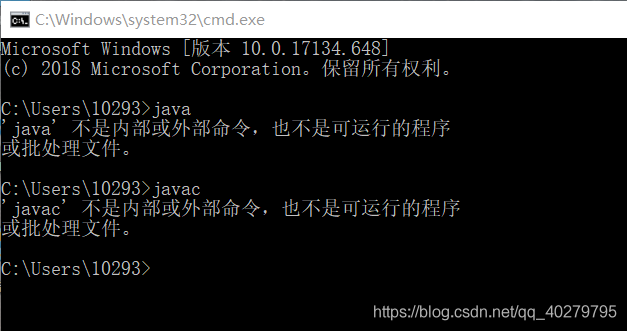 C:\Windows\system32\cmd.exe
Microsoft Windows [版本 10.0.17134.648]
(c) 2018 Microsoft Corporation。保留所有权利。
C:\Users\10293>java
'java' 不是内部或外部命令，也不是可运行的程序
或批处理文件。
C:\Users\10293>javac
'javac' 不是内部或外部命令，也不是可运行的程序
或批处理文件。
C:\Users\10293>
https://blog.csdn.net/qq_40279795